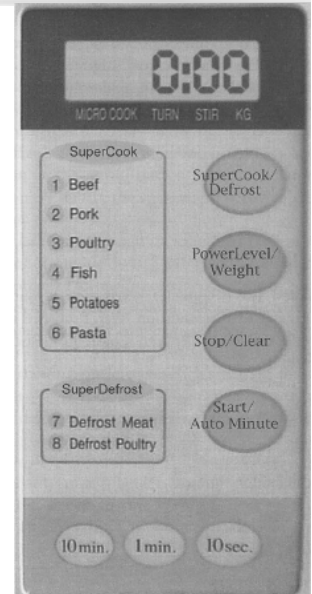 0:00
MICRO COOK TURN STIR KG
SuperCook
1 Beef
2 Pork
3 Poultry
4 Fish
5 Potatoes
6 Pasta
SuperDefrost
7 Defrost Meat
8 Defrost Poultry
SuperCook/
Defrost
PowerLevel/
Weight
Stop/Clear
Start/
Auto Minute
10min. 1min. 10sec.